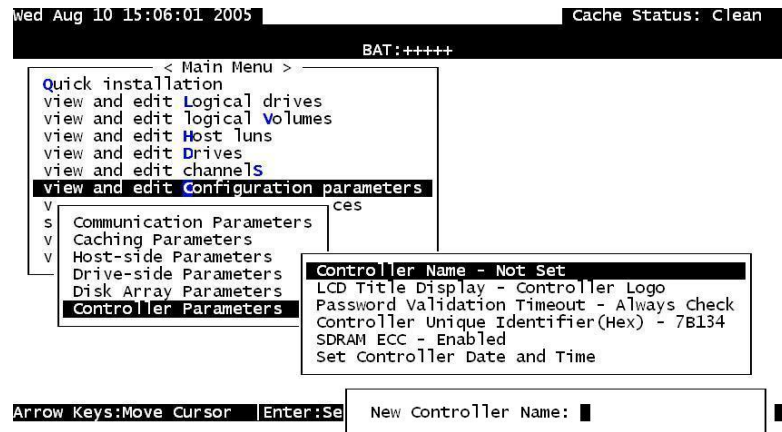 Wed Aug 10 15:06:01 2005 Cache Status: Clean
BAT:+++++
< Main Menu >
Quick installation
view and edit Logical drives
view and edit logical Volumes
view and edit Host luns
view and edit Drives
view and edit channelS
view and edit Configuration parameters
v ces
s Communication Parameters
v Caching Parameters
v Host-side Parameters
Drive-side Parameters
Disk Array Parameters
Controller Parameters
Controller Name - Not Set
LCD Title Display - Controller Logo
Password Validation Timeout - Always Check
Controller Unique Identifier(Hex) - 7B134
SDRAM ECC - Enabled
Set Controller Date and Time
Arrow Keys:Move Cursor |Enter:Se
New Controller Name: